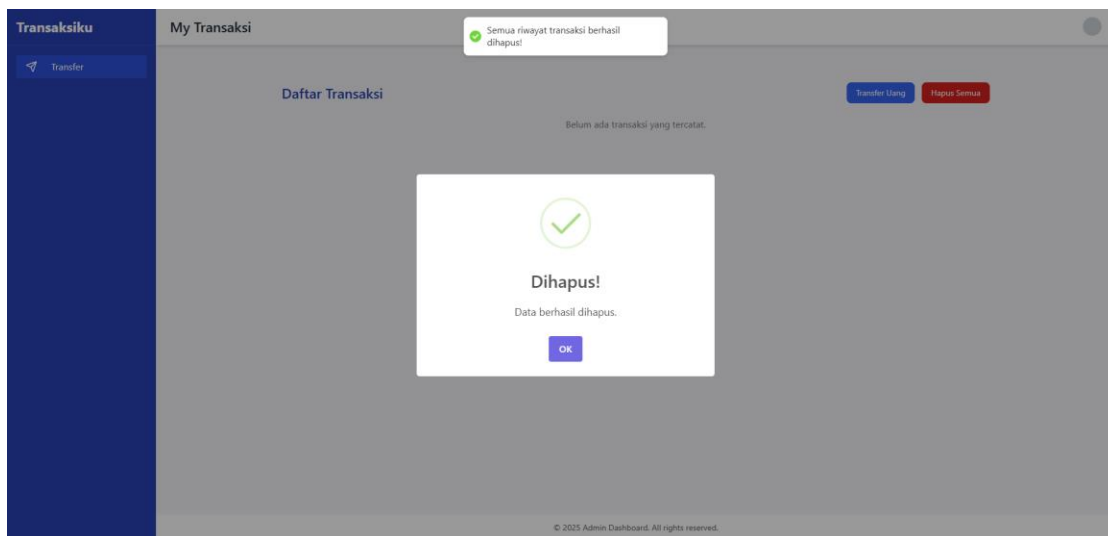 Transaksiku
My Transaksi
Semua riwayat transaksi berhasil
dihapus!
Transfer
Daftar Transaksi
Transfer Uang
Hapus Semua
Belum ada transaksi yang tercatat.
Dihapus!
Data berhasil dihapus.
OK
© 2025 Admin Dashboard. All rights reserved.